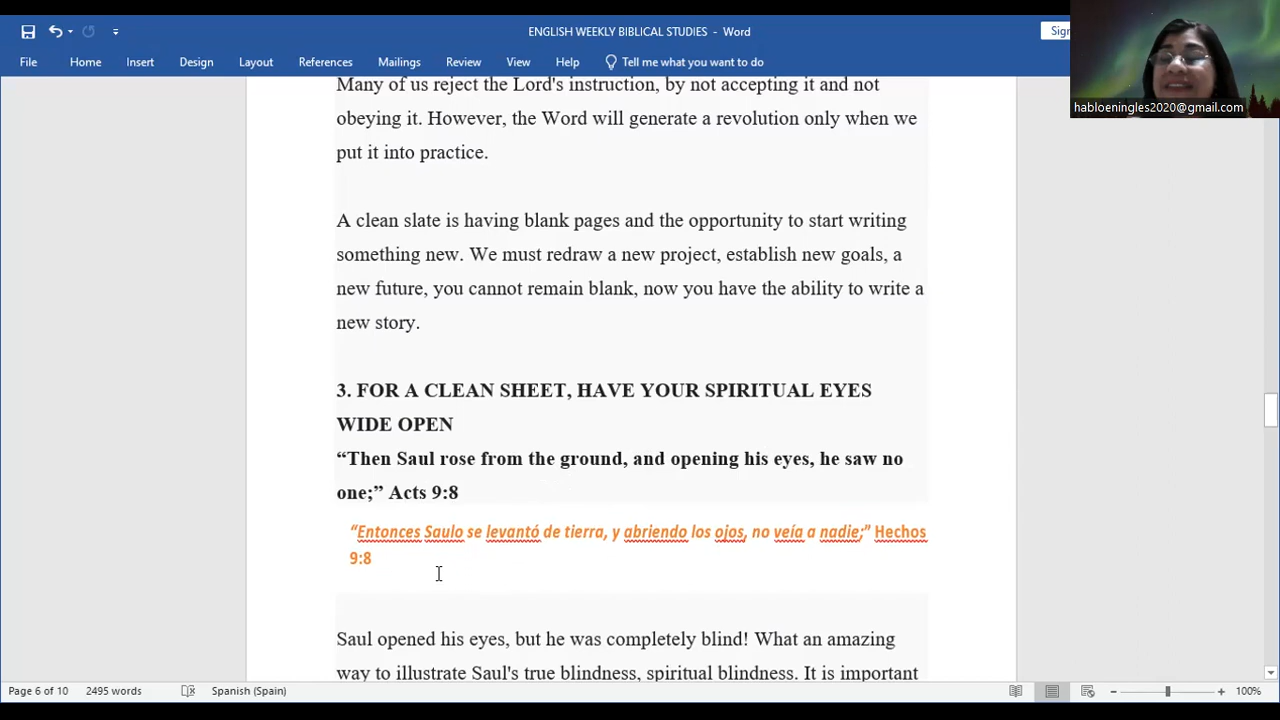 ENGLISH WEEKLY BIBLICAL STUDIES - Word
Sign
File Home Insert Design Layout References Mailings Review View Help Tell me what you want to do
habloeningles2020@gmail.com
Many of us reject the Lord's instruction, by not accepting it and not
obeying it. However, the Word will generate a revolution only when we
put it into practice.
A clean slate is having blank pages and the opportunity to start writing
something new. We must redraw a new project, establish new goals, a
new future, you cannot remain blank, now you have the ability to write a
new story.
3. FOR A CLEAN SHEET, HAVE YOUR SPIRITUAL EYES
WIDE OPEN
“Then Saul rose from the ground, and opening his eyes, he saw no
one;” Acts 9:8
“Entonces Saulo se levantó de tierra, y abriendo los ojos, no veía a nadie;” Hechos
9:8
Saul opened his eyes, but he was completely blind! What an amazing
way to illustrate Saul's true blindness, spiritual blindness. It is important
Page 6 of 10 2495 words Spanish (Spain) 100%